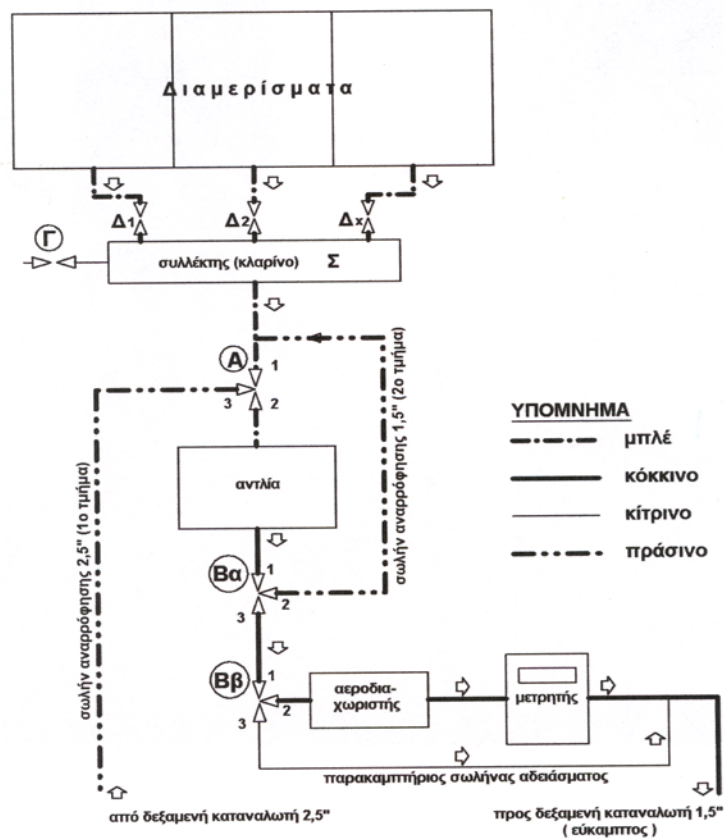 Διαμερίσματα
Δ1
Δ2
Δx
Γ
συλλέκτης (κλαρίνο) Σ
Α
1
3 2
σωλήν αναρρόφησης 1,5" (2ο τμήμα)
σωλήν αναρρόφησης 2,5" (1ο τμήμα)
ΥΠΟΜΝΗΜΑ
μπλέ
κόκκινο
κίτρινο
πράσινο
αντλία
Βα
1
2
3
Ββ
1
2
3
αεροδια-
χωριστής
μετρητής
παρακαμπτήριος σωλήνας αδειάσματος
από δεξαμενή καταναλωτή 2,5"
προς δεξαμενή καταναλωτή 1,5"
( εύκαμπτος )